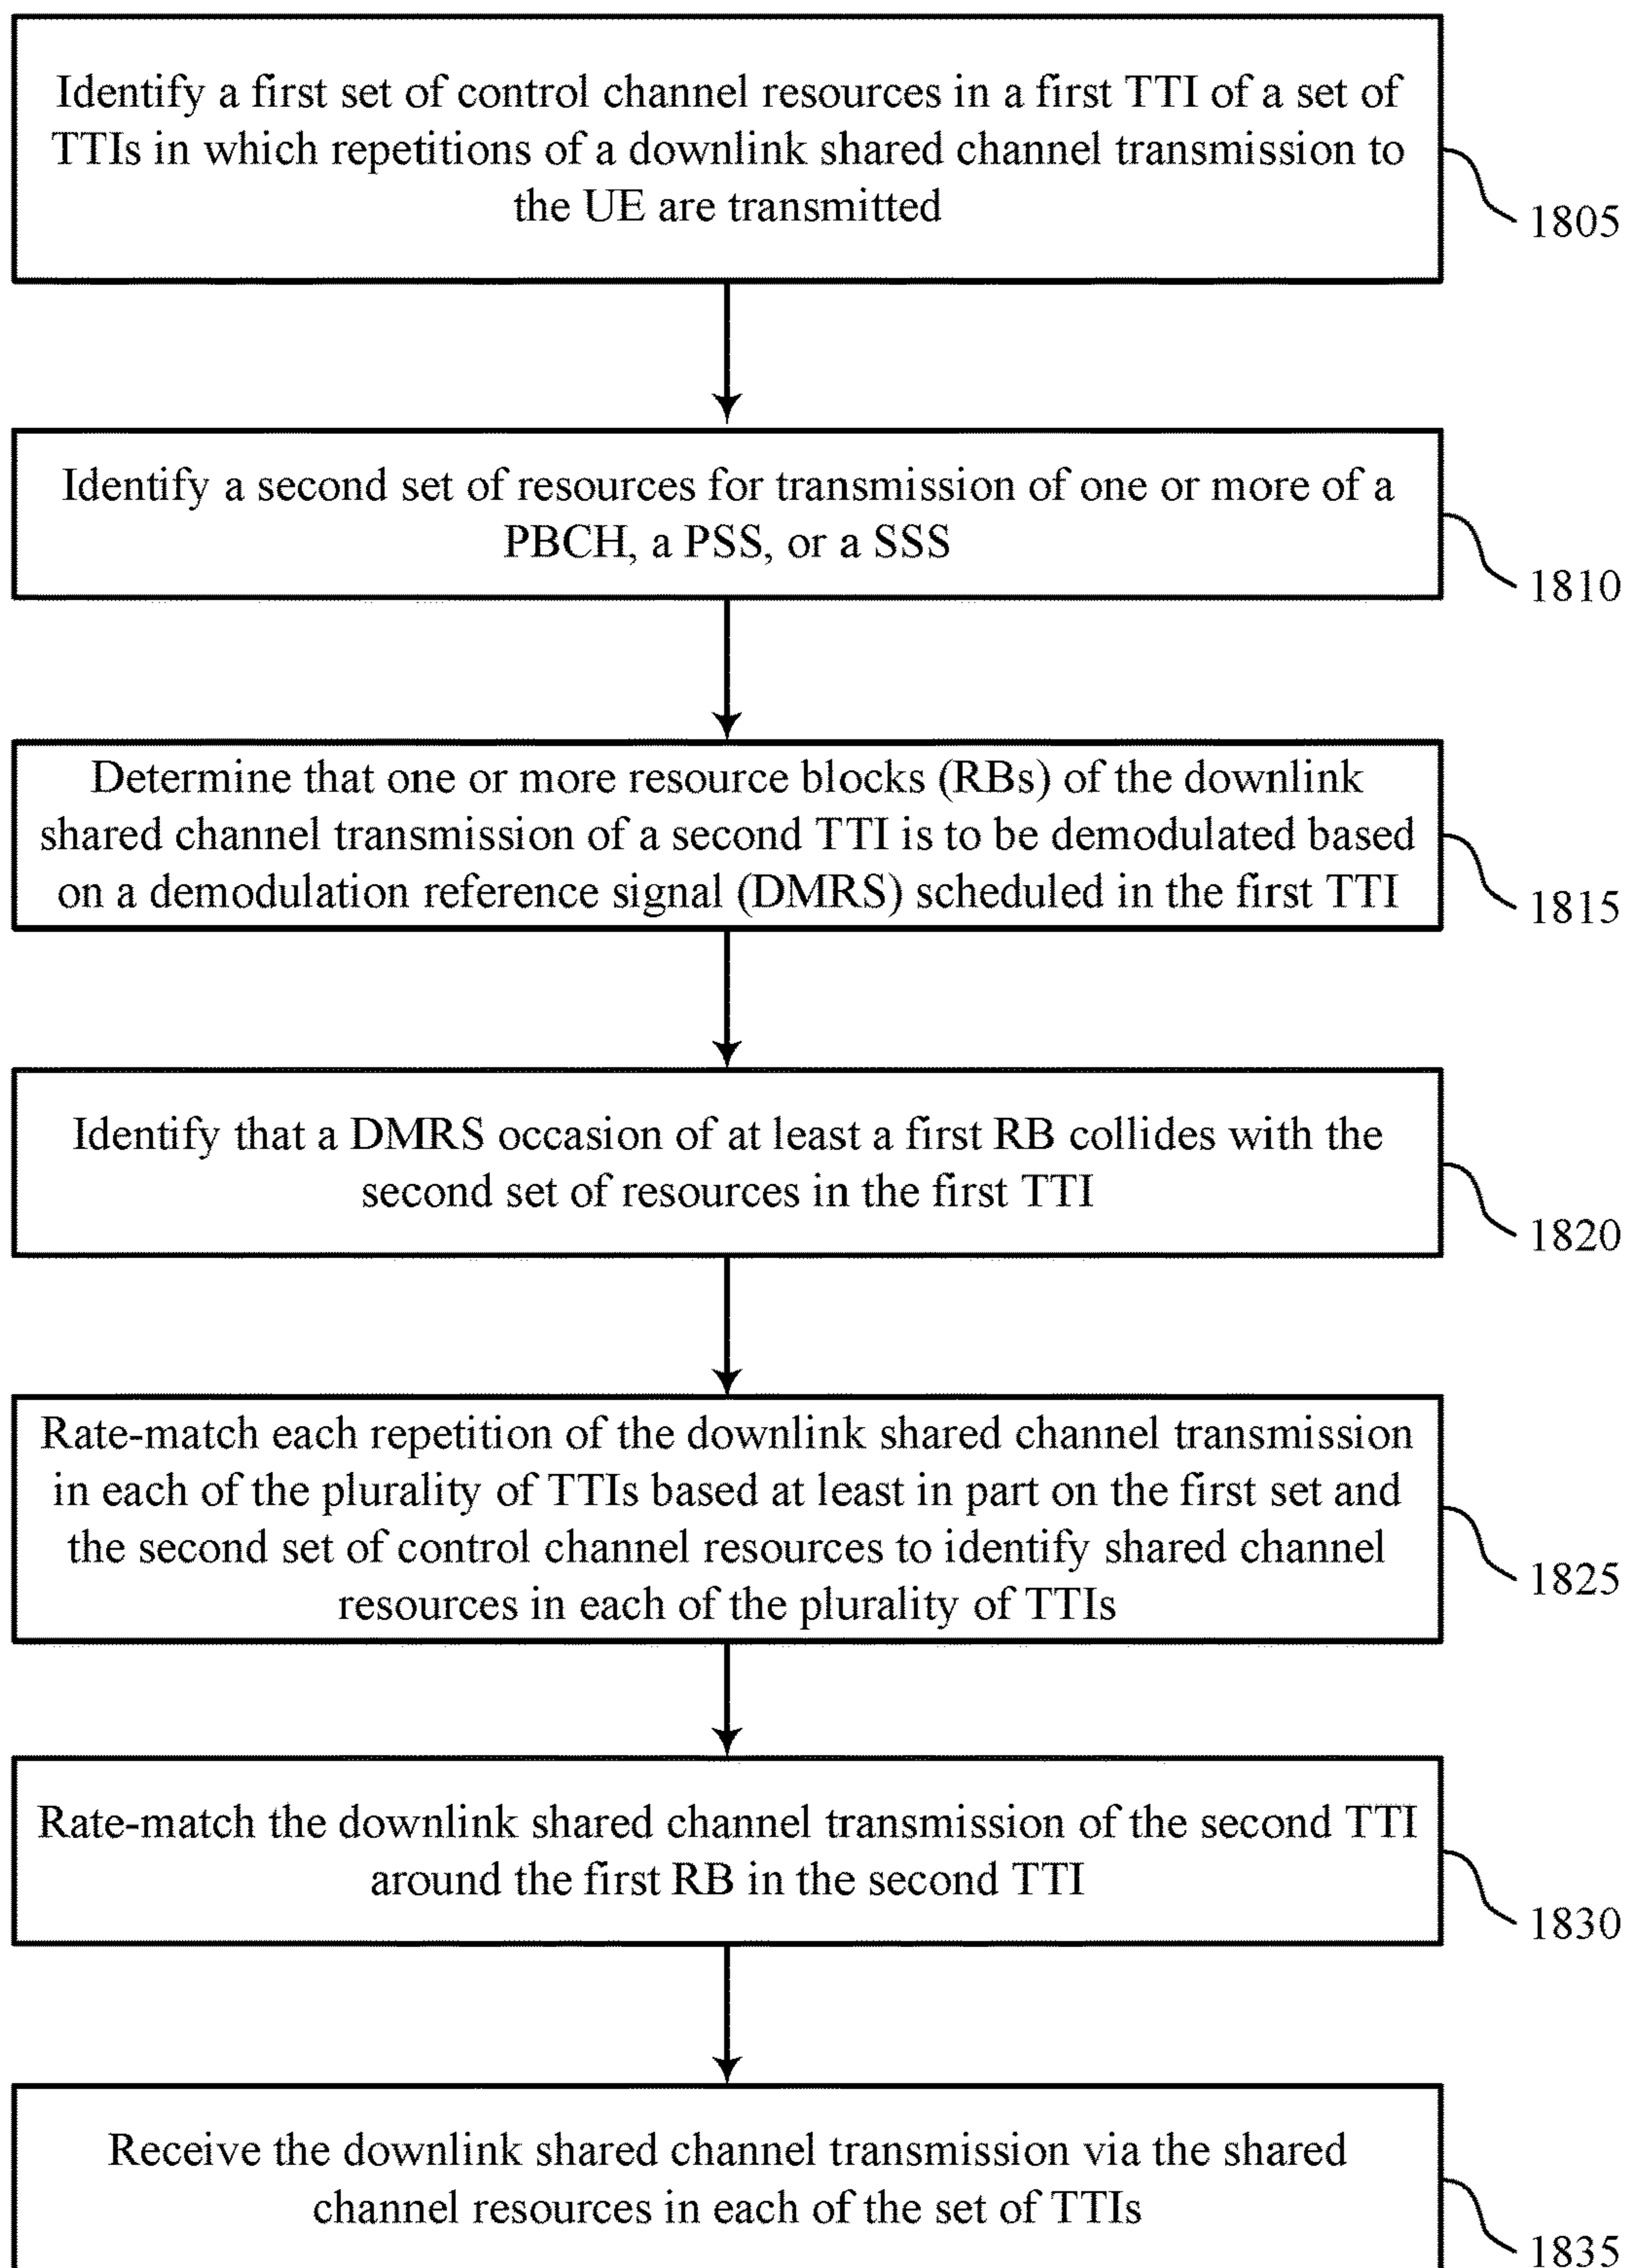 Identify a first set of control channel resources in a first TTI of a set of
TTIs in which repetitions of a downlink shared channel transmission to
the UE are transmitted
1805
Identify a second set of resources for transmission of one or more of a
PBCH, a PSS, or a SSS
1810
Determine that one or more resource blocks (RBs) of the downlink
shared channel transmission of a second TTI is to be demodulated based
on a demodulation reference signal (DMRS) scheduled in the first TTI
1815
Identify that a DMRS occasion of at least a first RB collides with the
second set of resources in the first TTI
1820
Rate-match each repetition of the downlink shared channel transmission
in each of the plurality of TTIs based at least in part on the first set and
the second set of control channel resources to identify shared channel
resources in each of the plurality of TTIs
1825
Rate-match the downlink shared channel transmission of the second TTI
around the first RB in the second TTI
1830
Receive the downlink shared channel transmission via the shared
channel resources in each of the set of TTIs
1835